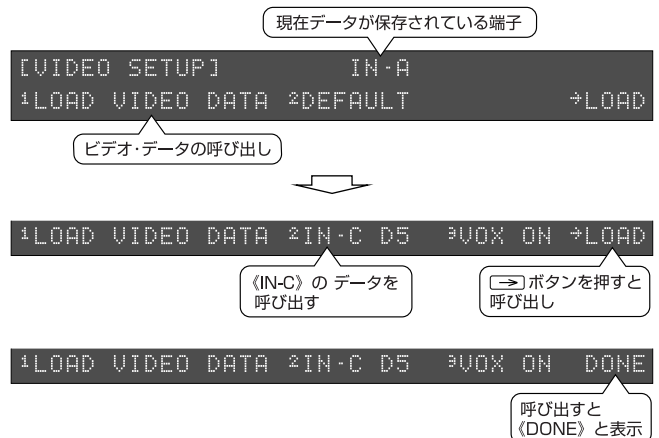 現在データが保存されている端子
[VIDEO SETUP] IN-A
1LOAD VIDEO DATA 2DEFAULT →LOAD
ビデオ・データの呼び出し
1LOAD VIDEO DATA 2IN-C D5 3VOX ON →LOAD
《IN-C》の データを
呼び出す
→ ボタンを押すと
呼び出し
1LOAD VIDEO DATA 2IN-C D5 3VOX ON DONE
呼び出すと
《DONE》と表示